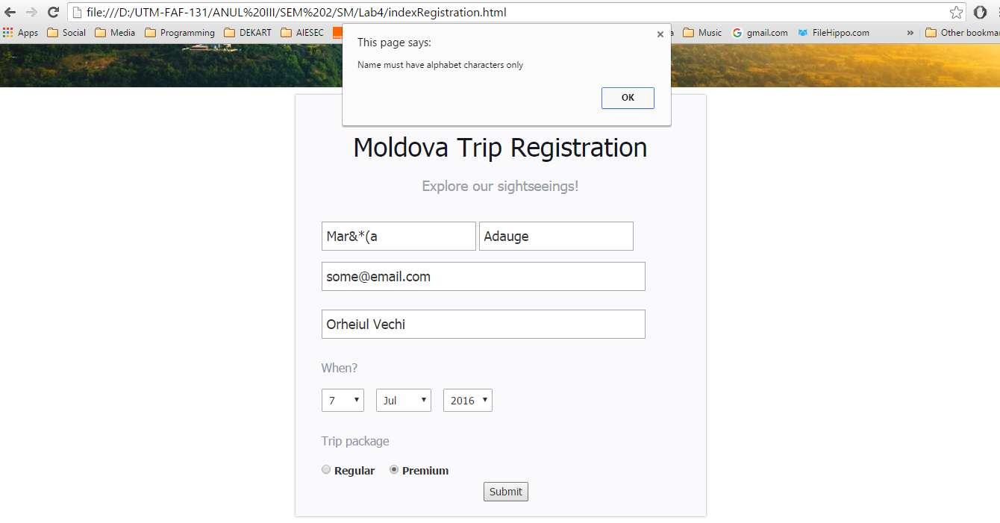 file:///D:/UTM-FAF-131/ANUL%20III/SEM%202/SM/Lab4/indexRegistration.html
Apps Social Media Programming DEKART AIESEC Music gmail.com FileHippo.com » Other bookma
This page says:
Name must have alphabet characters only
OK
Moldova Trip Registration
Explore our sightseeings!
Mar&*(a Adauge
some@email.com
Orheiul Vechi
When?
7 Jul 2016
Trip package
Regular Premium
Submit